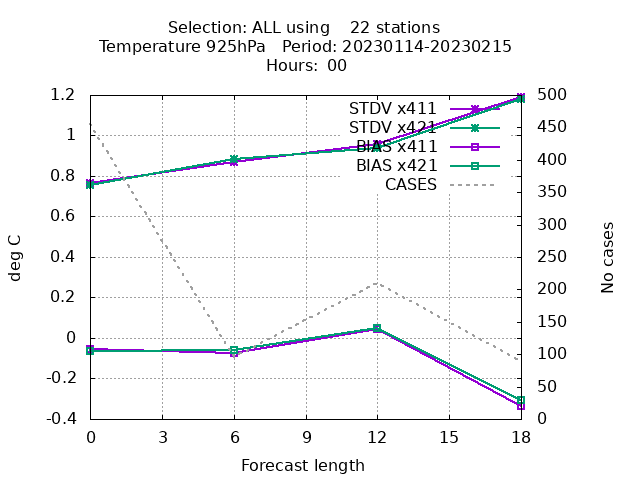 Selection: ALL using    22 stations
Temperature 925hPa   Period: 20230114-20230215
Hours: 00
STDV x411
STDV x421
BIAS x411
BIAS x421
CASES
1.2
1
0.8
0.6
0.4
0.2
0
-0.2
-0.4
deg C
500
450
400
350
300
250
200
150
100
50
0
No cases
0 3 6 9 12 15 18
Forecast length